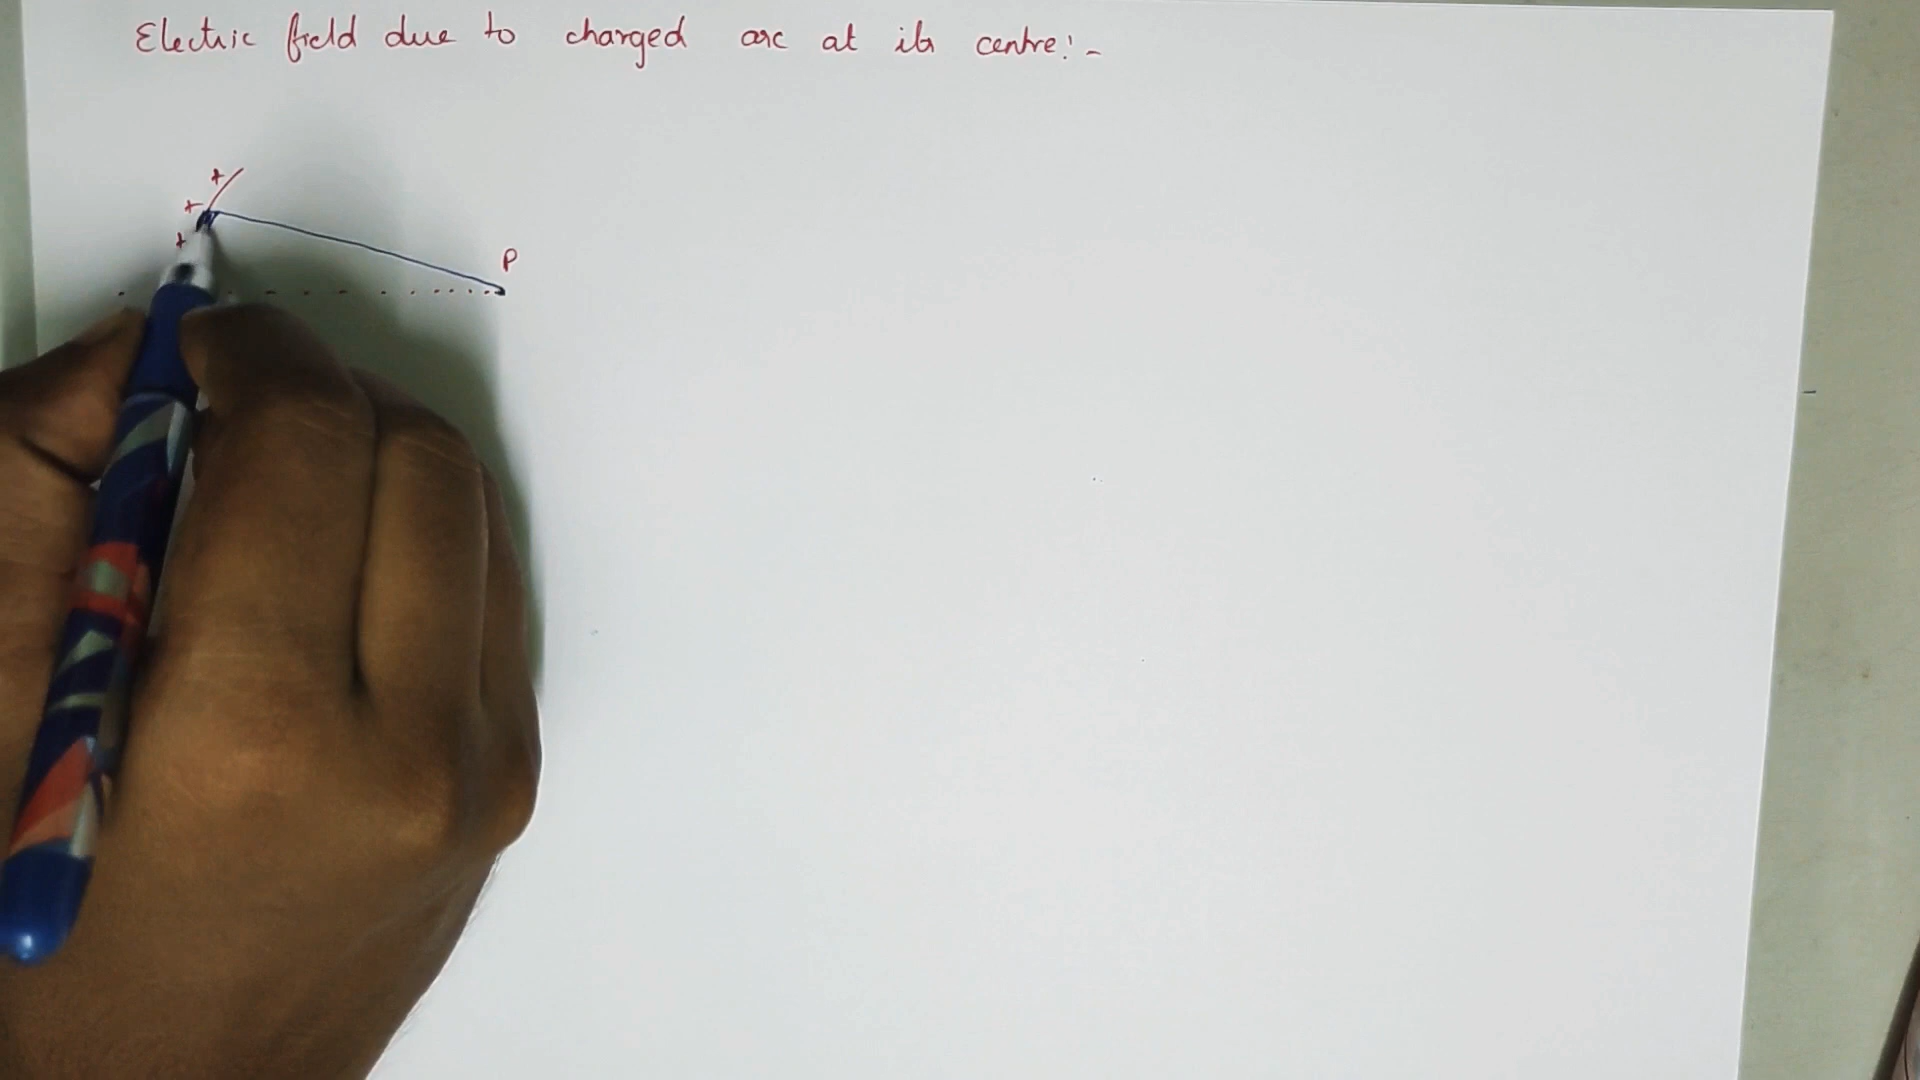 Electric field due to charged arc at its centre:-
+
+
+
P